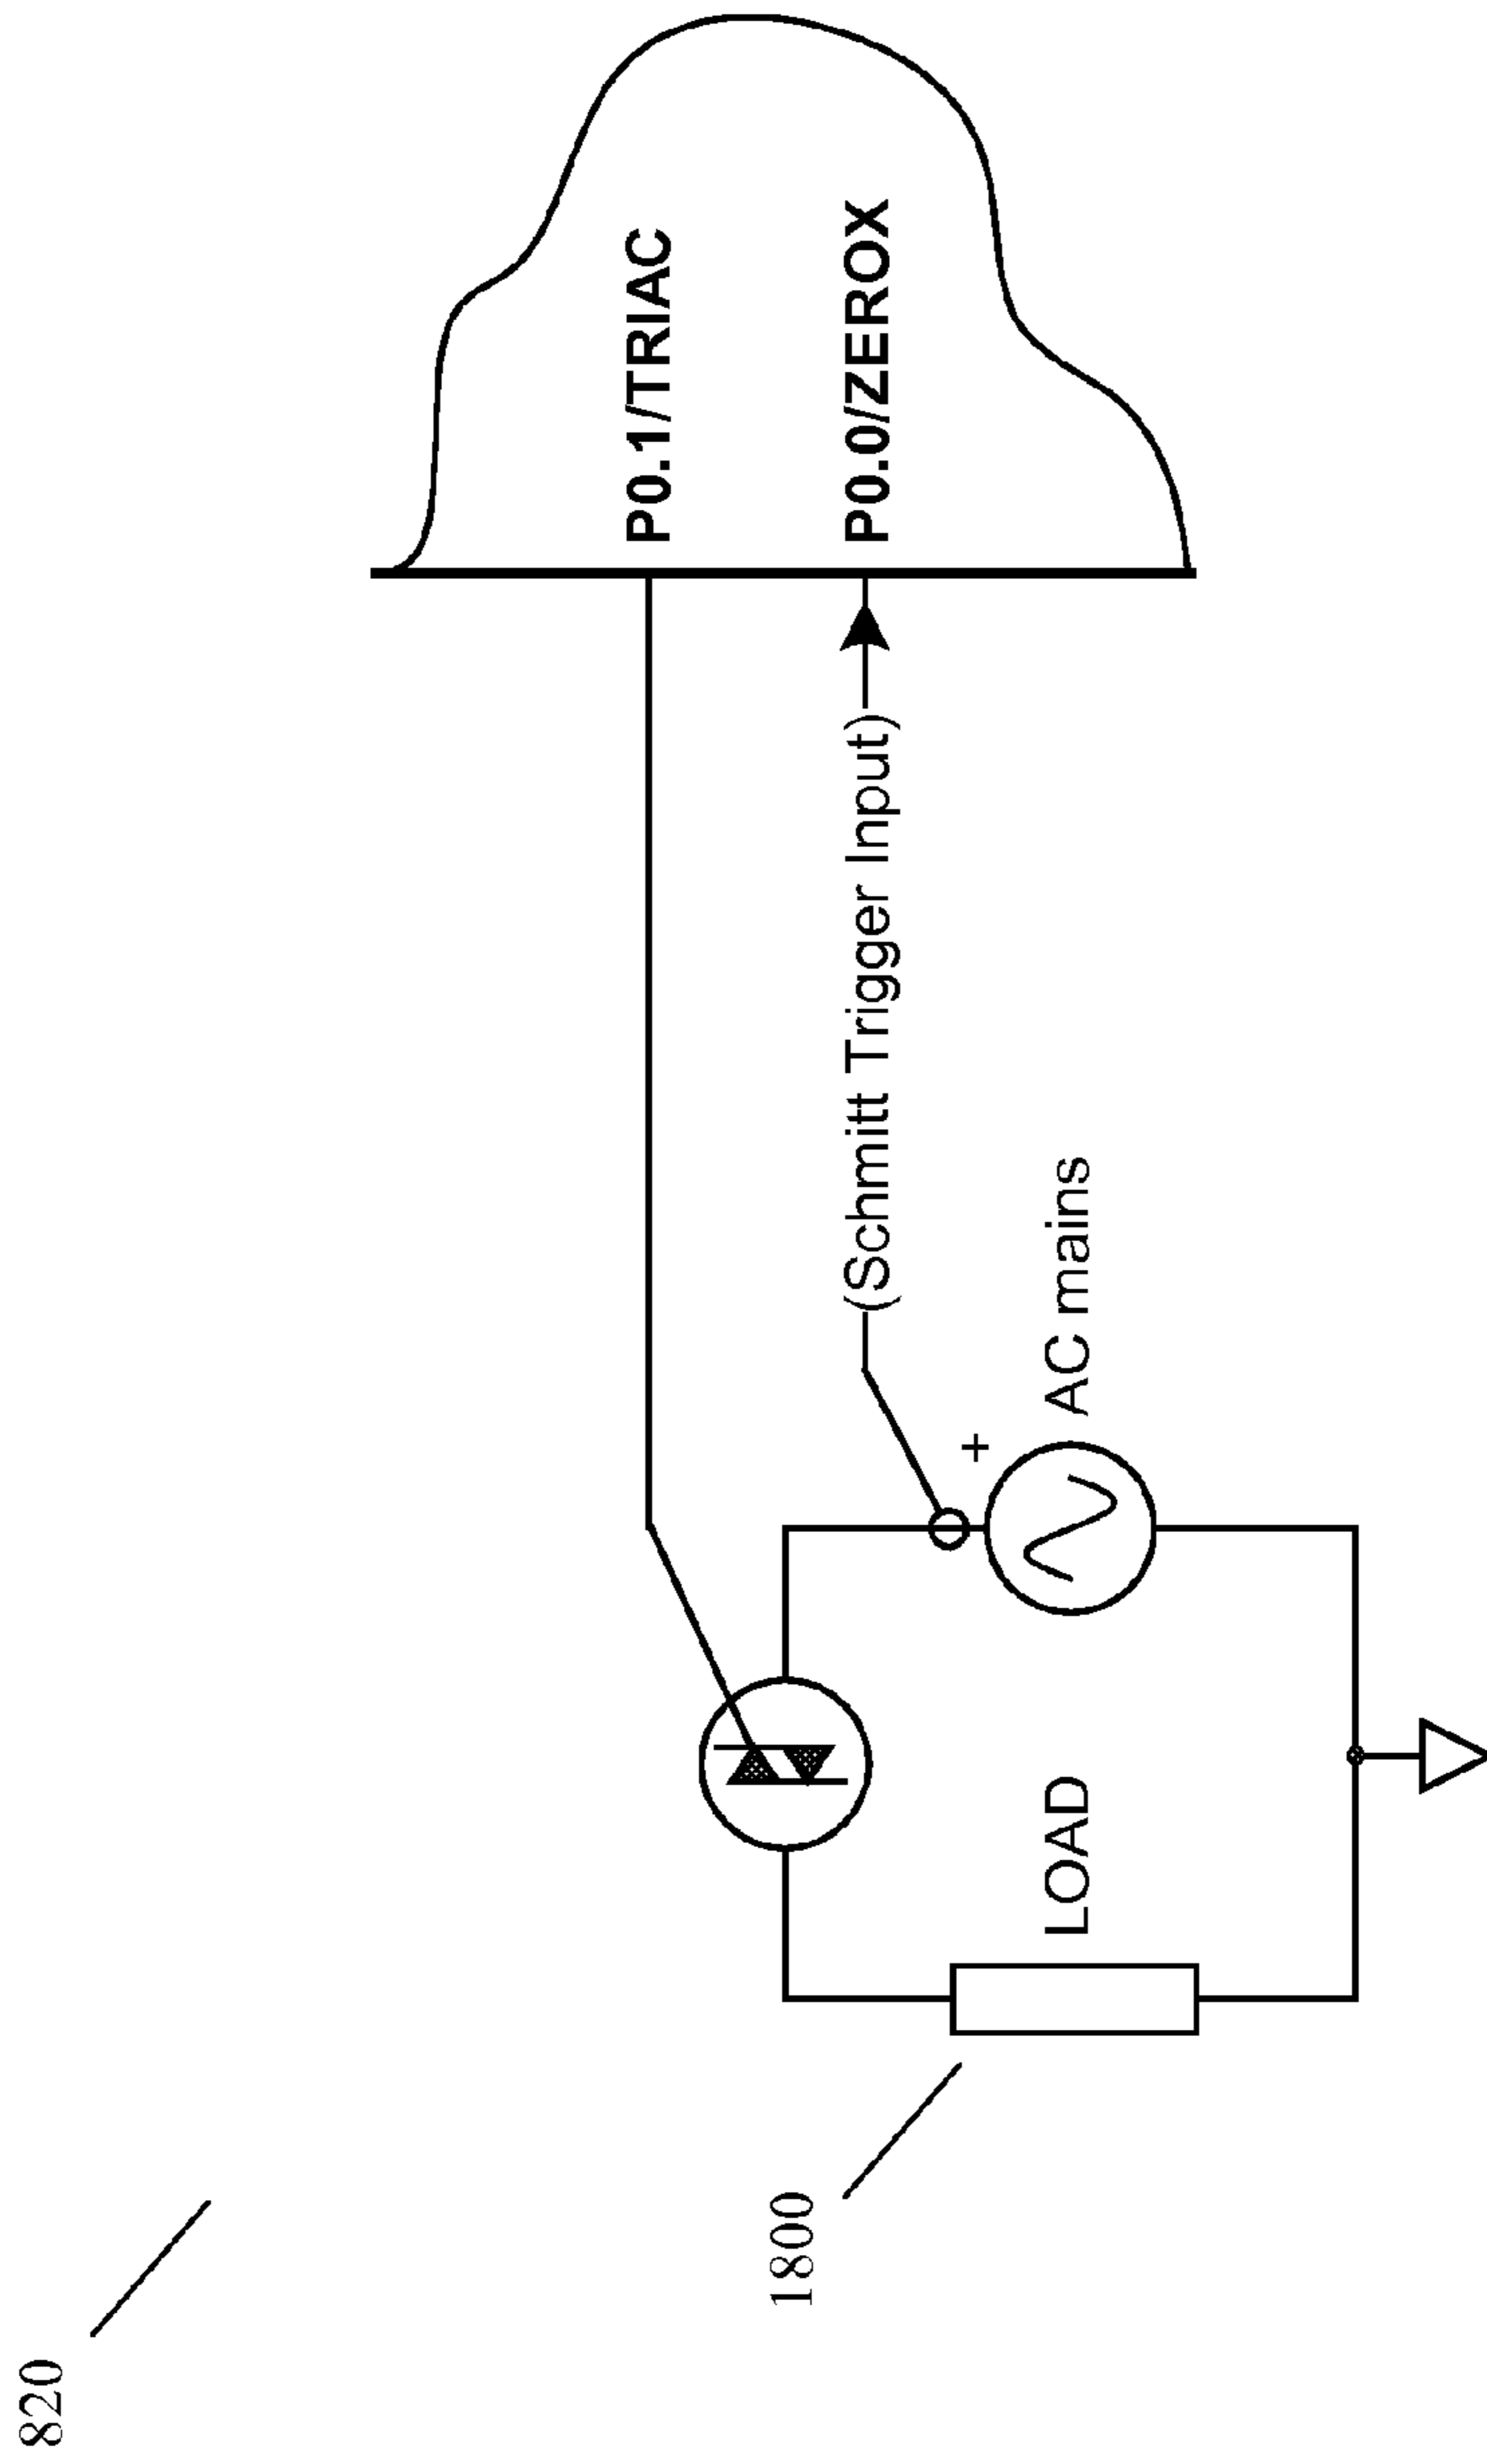 820
P0.1/TRIAC
(Schmitt Trigger Input)
P0.0/ZEROX
1800
+
AC mains
LOAD